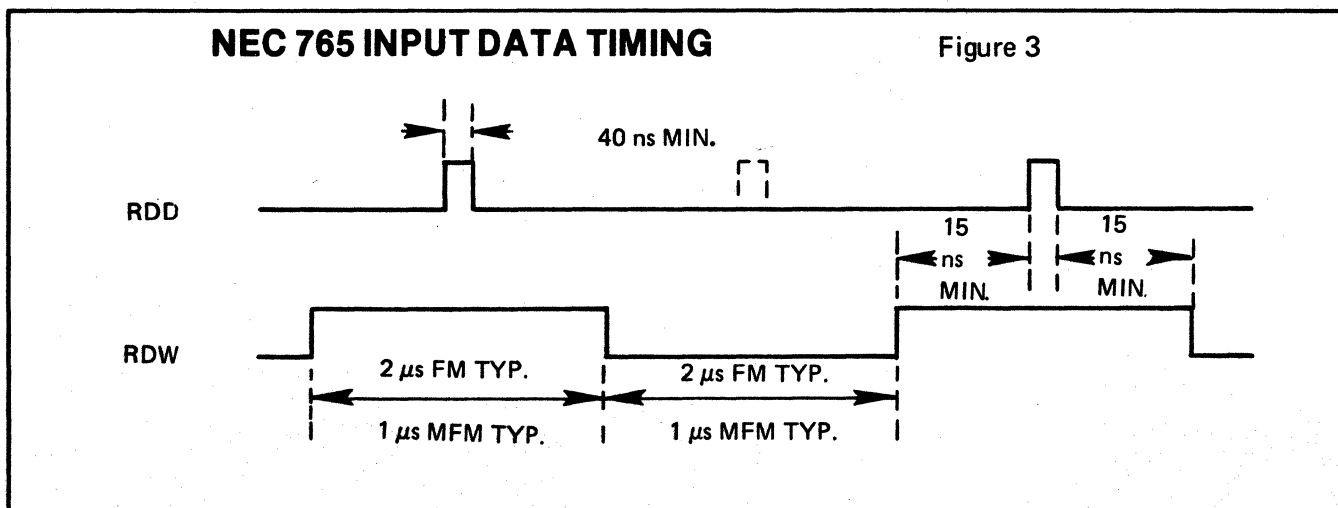 NEC 765 INPUT DATA TIMING
Figure 3
40 ns MIN.
RDD
15 ns MIN.
15 ns MIN.
RDW
2 µs FM TYP.
2 µs FM TYP.
1 µs MFM TYP.
1 µs MFM TYP.